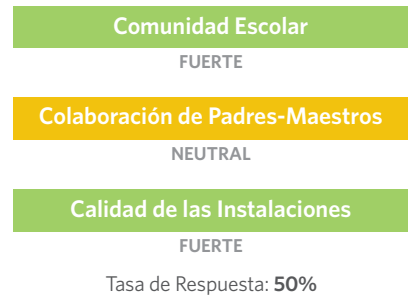 Comunidad Escolar
FUERTE
Colaboración de Padres-Maestros
NEUTRAL
Calidad de las Instalaciones
FUERTE
Tasa de Respuesta: 50%